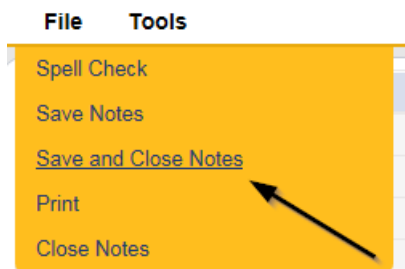 File Tools
Spell Check
Save Notes
Save and Close Notes
Print
Close Notes